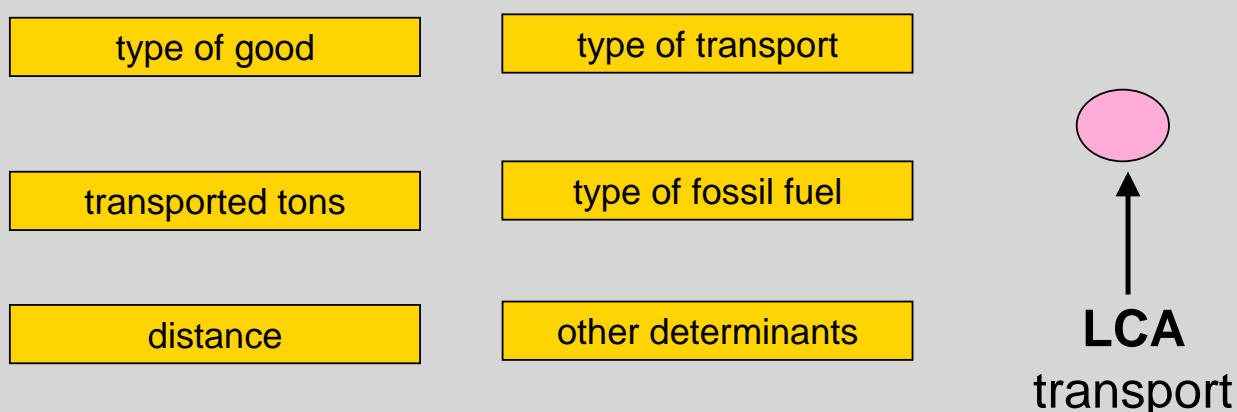 type of good
type of transport
transported tons
type of fossil fuel
distance
other determinants
LCA
transport